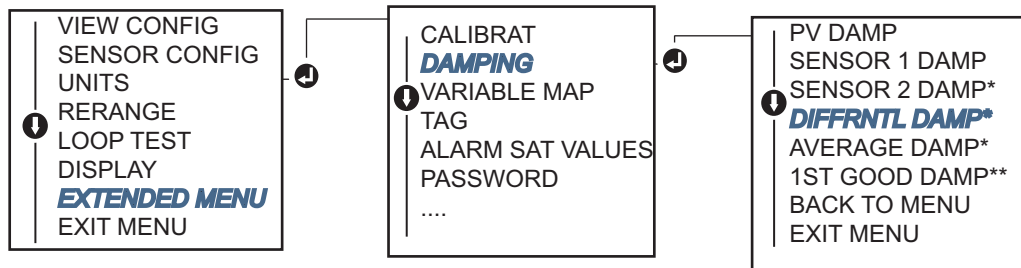 VIEW CONFIG
SENSOR CONFIG
UNITS
RERANGE
LOOP TEST
DISPLAY
EXTENDED MENU
EXIT MENU
CALIBRAT
DAMPING
VARIABLE MAP
TAG
ALARM SAT VALUES
PASSWORD
....
PV DAMP
SENSOR 1 DAMP
SENSOR 2 DAMP*
DIFFRNTL DAMP*
AVERAGE DAMP*
1ST GOOD DAMP**
BACK TO MENU
EXIT MENU